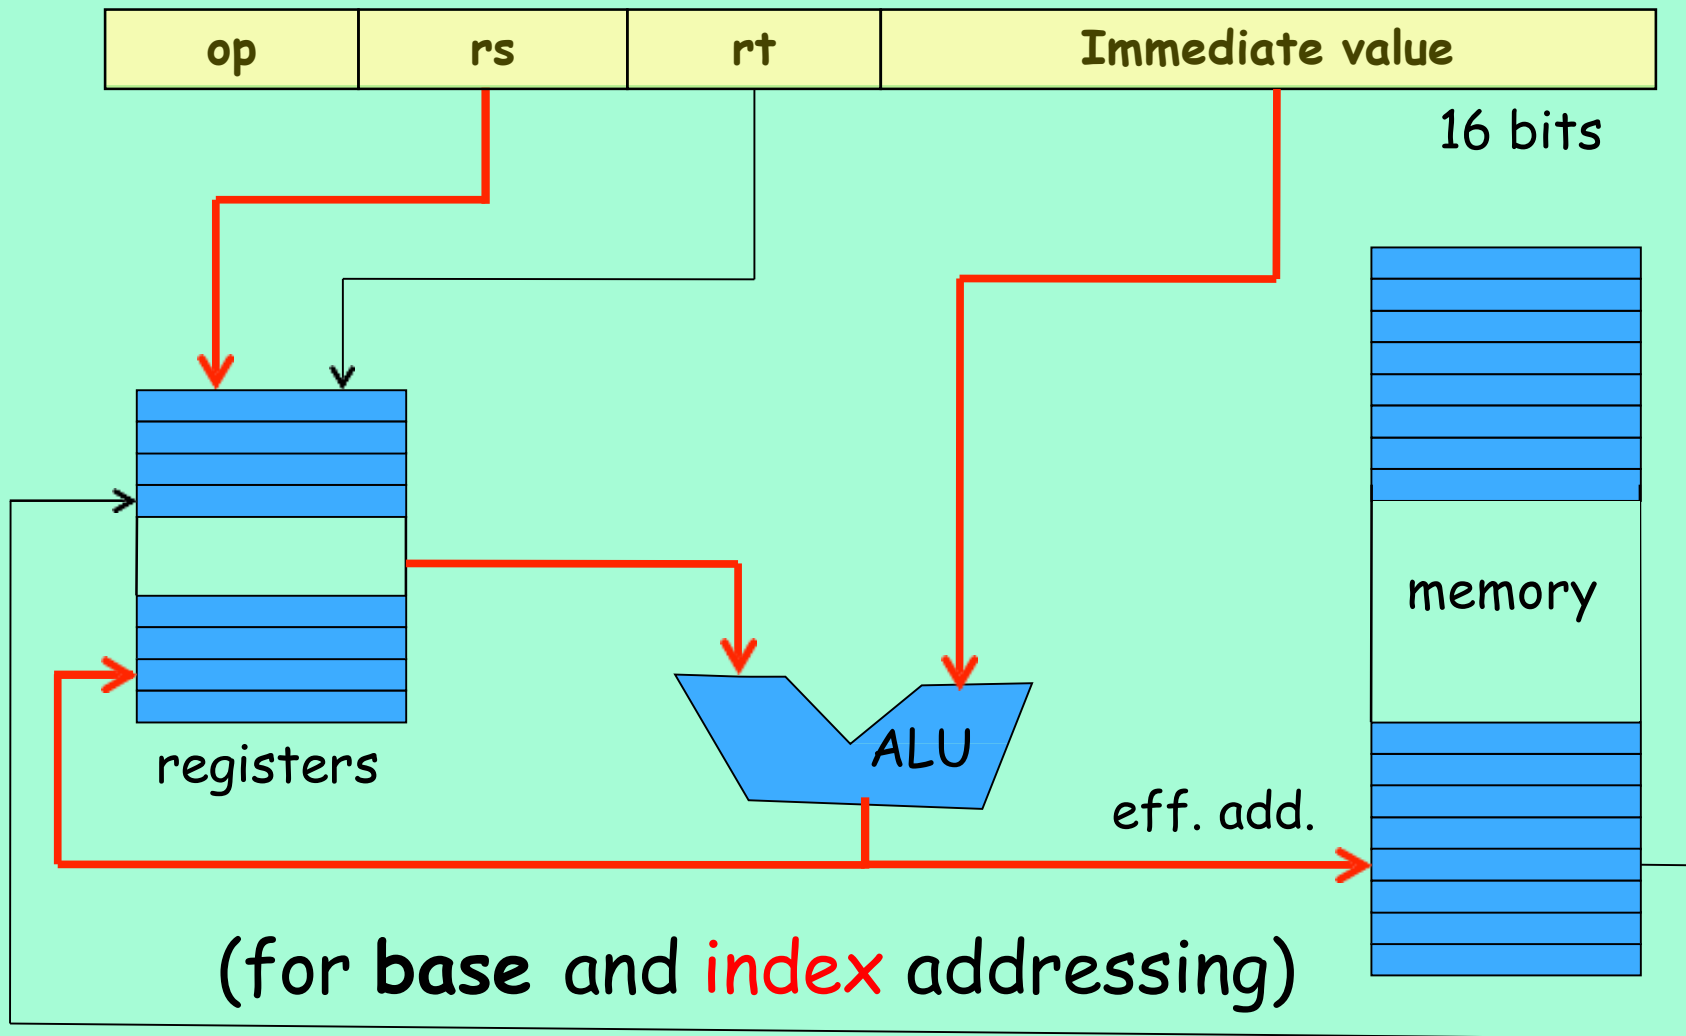 op rs rt Immediate value
16 bits
memory
ALU
registers
eff. add.
(for base and index addressing)